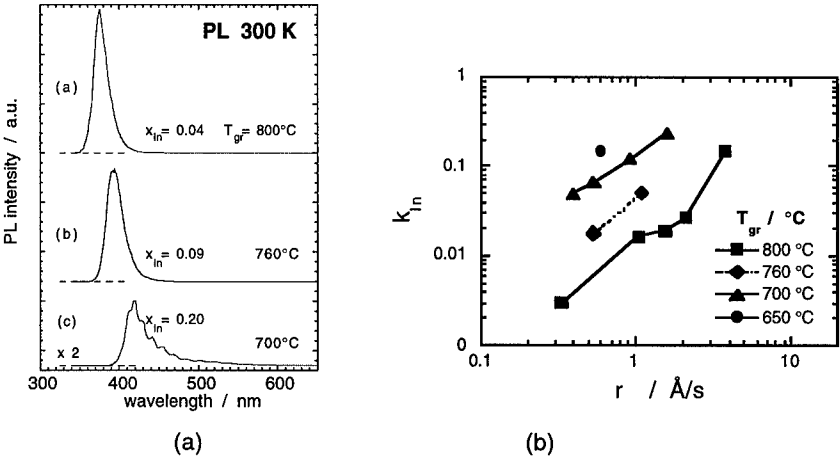 PL 300 K
(a)
x_In= 0.04 T_gr= 800°C
(b)
x_In= 0.09 760°C
(c)
x_In= 0.20
x 2
700°C
PL intensity / a.u.
300 400 500 600
wavelength / nm
(a)
1
0.1
0.01
0
k_In
T_gr / °C
800 °C
760 °C
700 °C
650 °C
0.1 1 10
r / Å/s
(b)